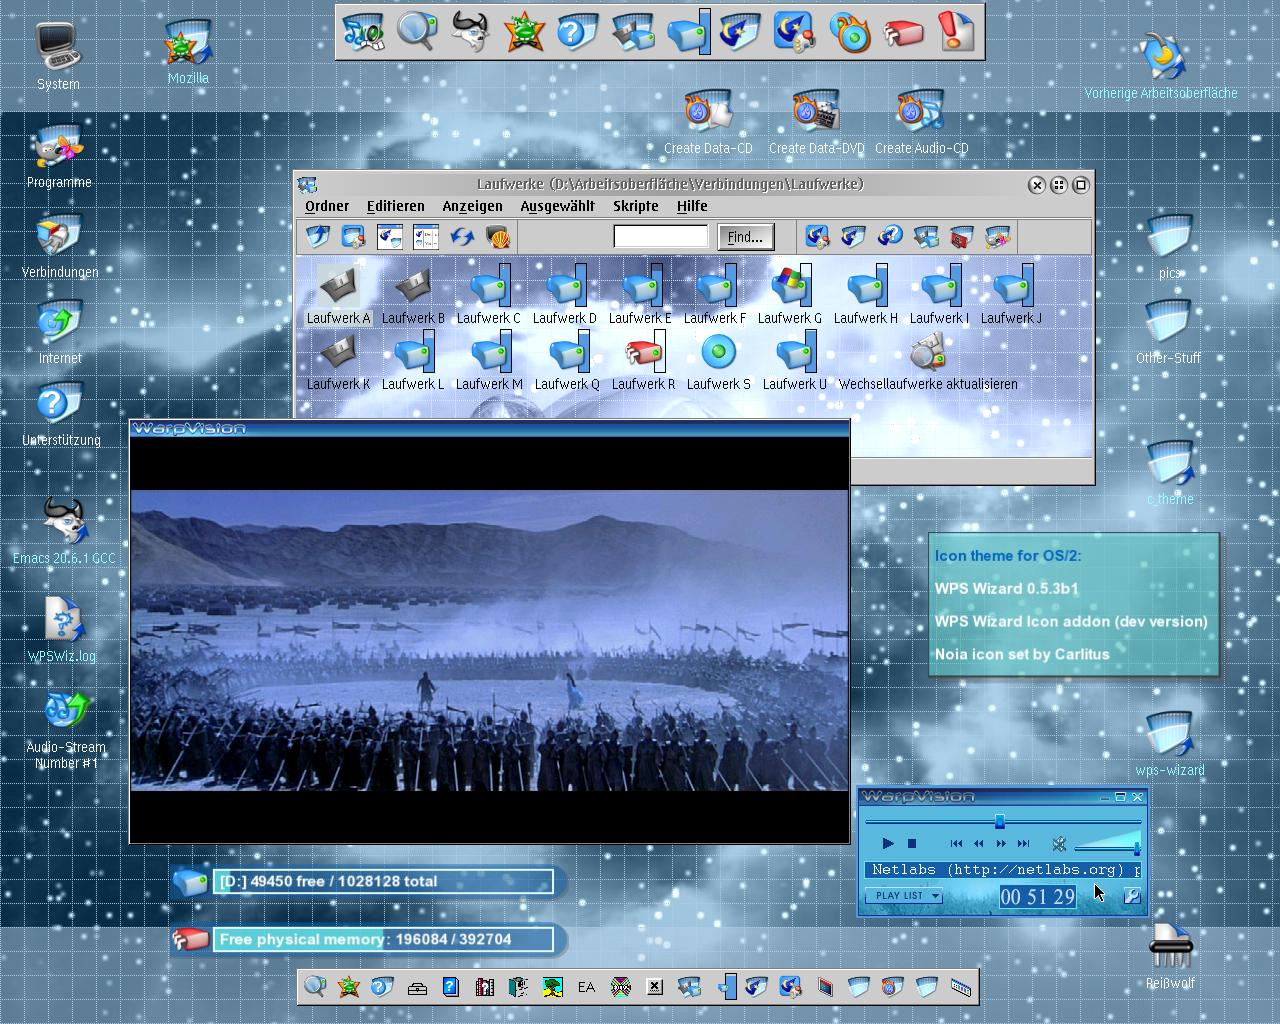 System
Mozilla
Vorherige Arbeitsoberfläche
Create Data-CD
Create Data-DVD
Create Audio-CD
Programme
Laufwerke (D:\Arbeitsoberfläche\Verbindungen\Laufwerke)
Ordner Editieren Anzeigen Ausgewählt Skripte Hilfe
Find...
Verbindungen
pics
Laufwerk A Laufwerk B Laufwerk C Laufwerk D Laufwerk E Laufwerk F Laufwerk G Laufwerk H Laufwerk I Laufwerk J
Internet
Other-Stuff
Laufwerk K Laufwerk L Laufwerk M Laufwerk Q Laufwerk R Laufwerk S Laufwerk U Wechsellaufwerke aktualisieren
WarpVision
Unterstützung
c_theme
Emacs 20.6.1 GCC
Icon theme for OS/2:
WPS Wizard 0.5.3b1
WPS Wizard Icon addon (dev version)
Noia icon set by Carlitus
WPSWiz.log
Audio-Stream
Number #1
wps-wizard
WarpVision
Netlabs (http://netlabs.org) p
PLAY LIST
00 51 29
[D:] 49450 free / 1028128 total
Free physical memory: 196084 / 392704
EA
Reißwolf